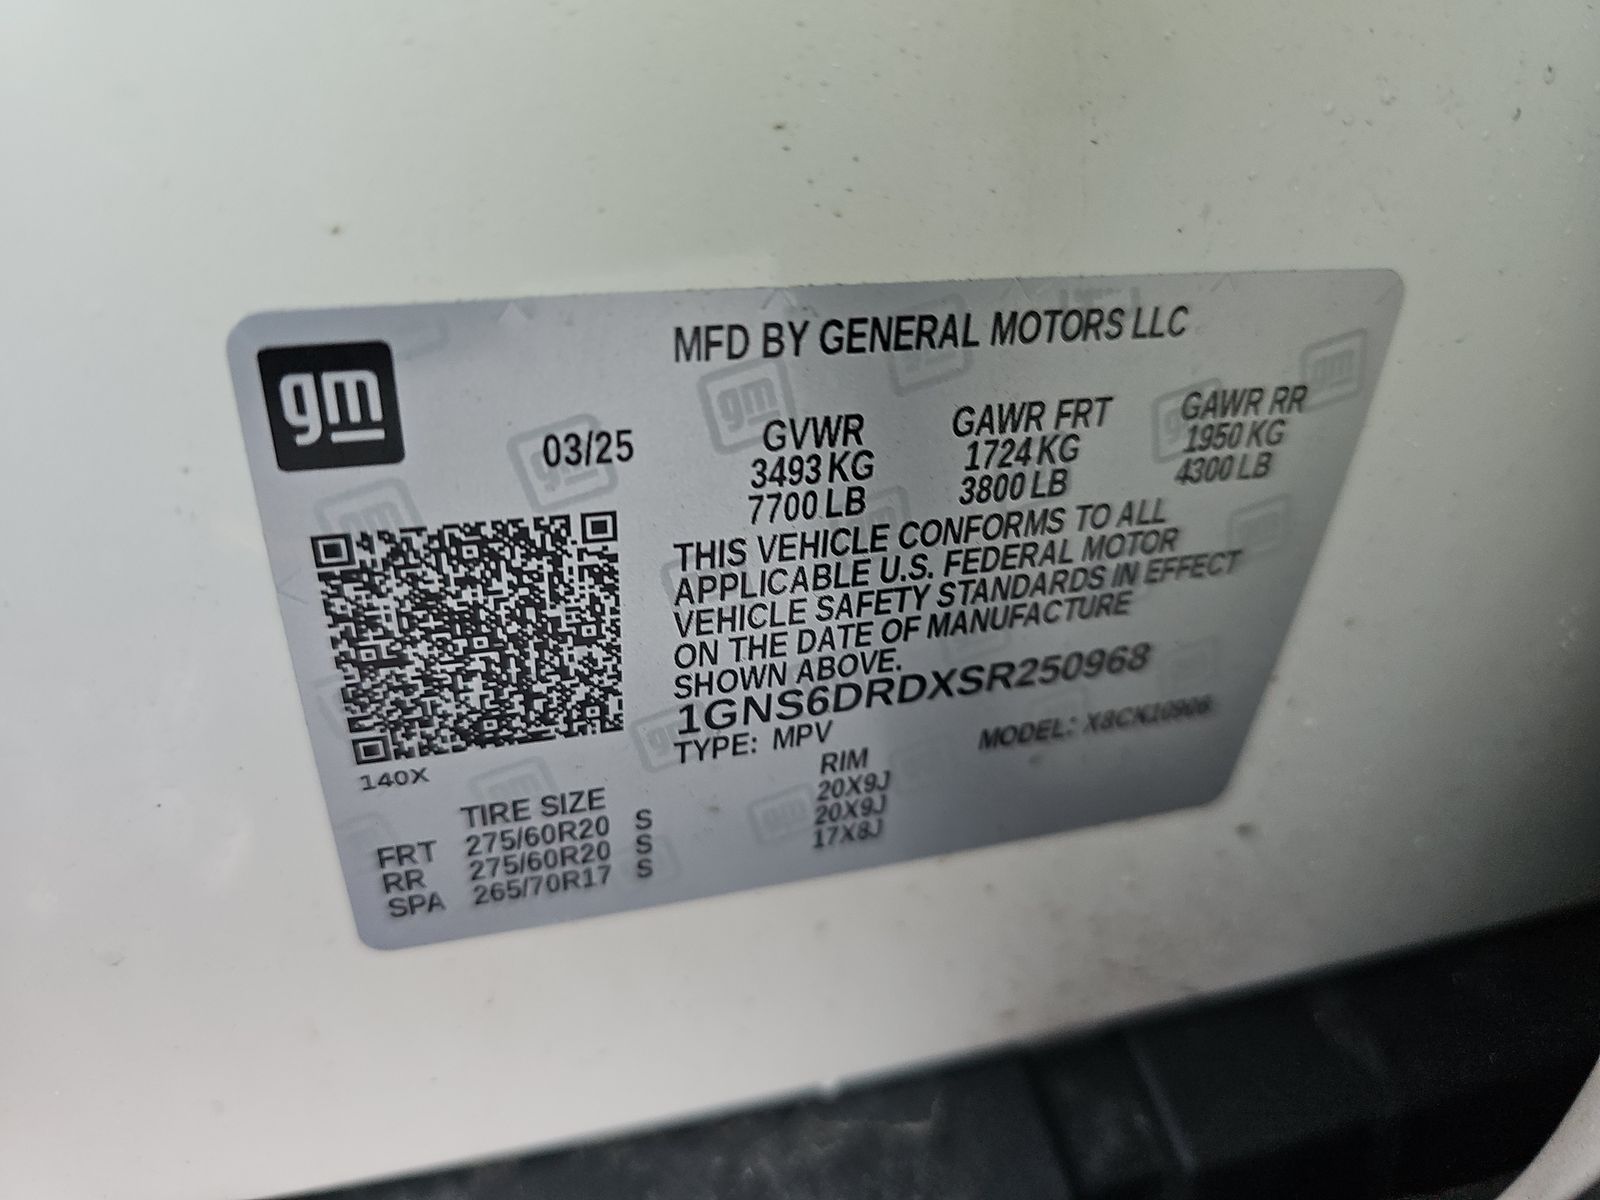 MFD BY GENERAL MOTORS LLC
gm
03/25
GVWR GAWR FRT GAWR RR
3493 KG 1724 KG 1950 KG
7700 LB 3800 LB 4300 LB
THIS VEHICLE CONFORMS TO ALL
APPLICABLE U.S. FEDERAL MOTOR
VEHICLE SAFETY STANDARDS IN EFFECT
ON THE DATE OF MANUFACTURE
SHOWN ABOVE.
1GNS6DRDXSR250968
TYPE: MPV MODEL:
140X
TIRE SIZE RIM
FRT 275/60R20 S 20X9J
RR 275/60R20 S 20X9J
SPA 265/70R17 S 17X8J